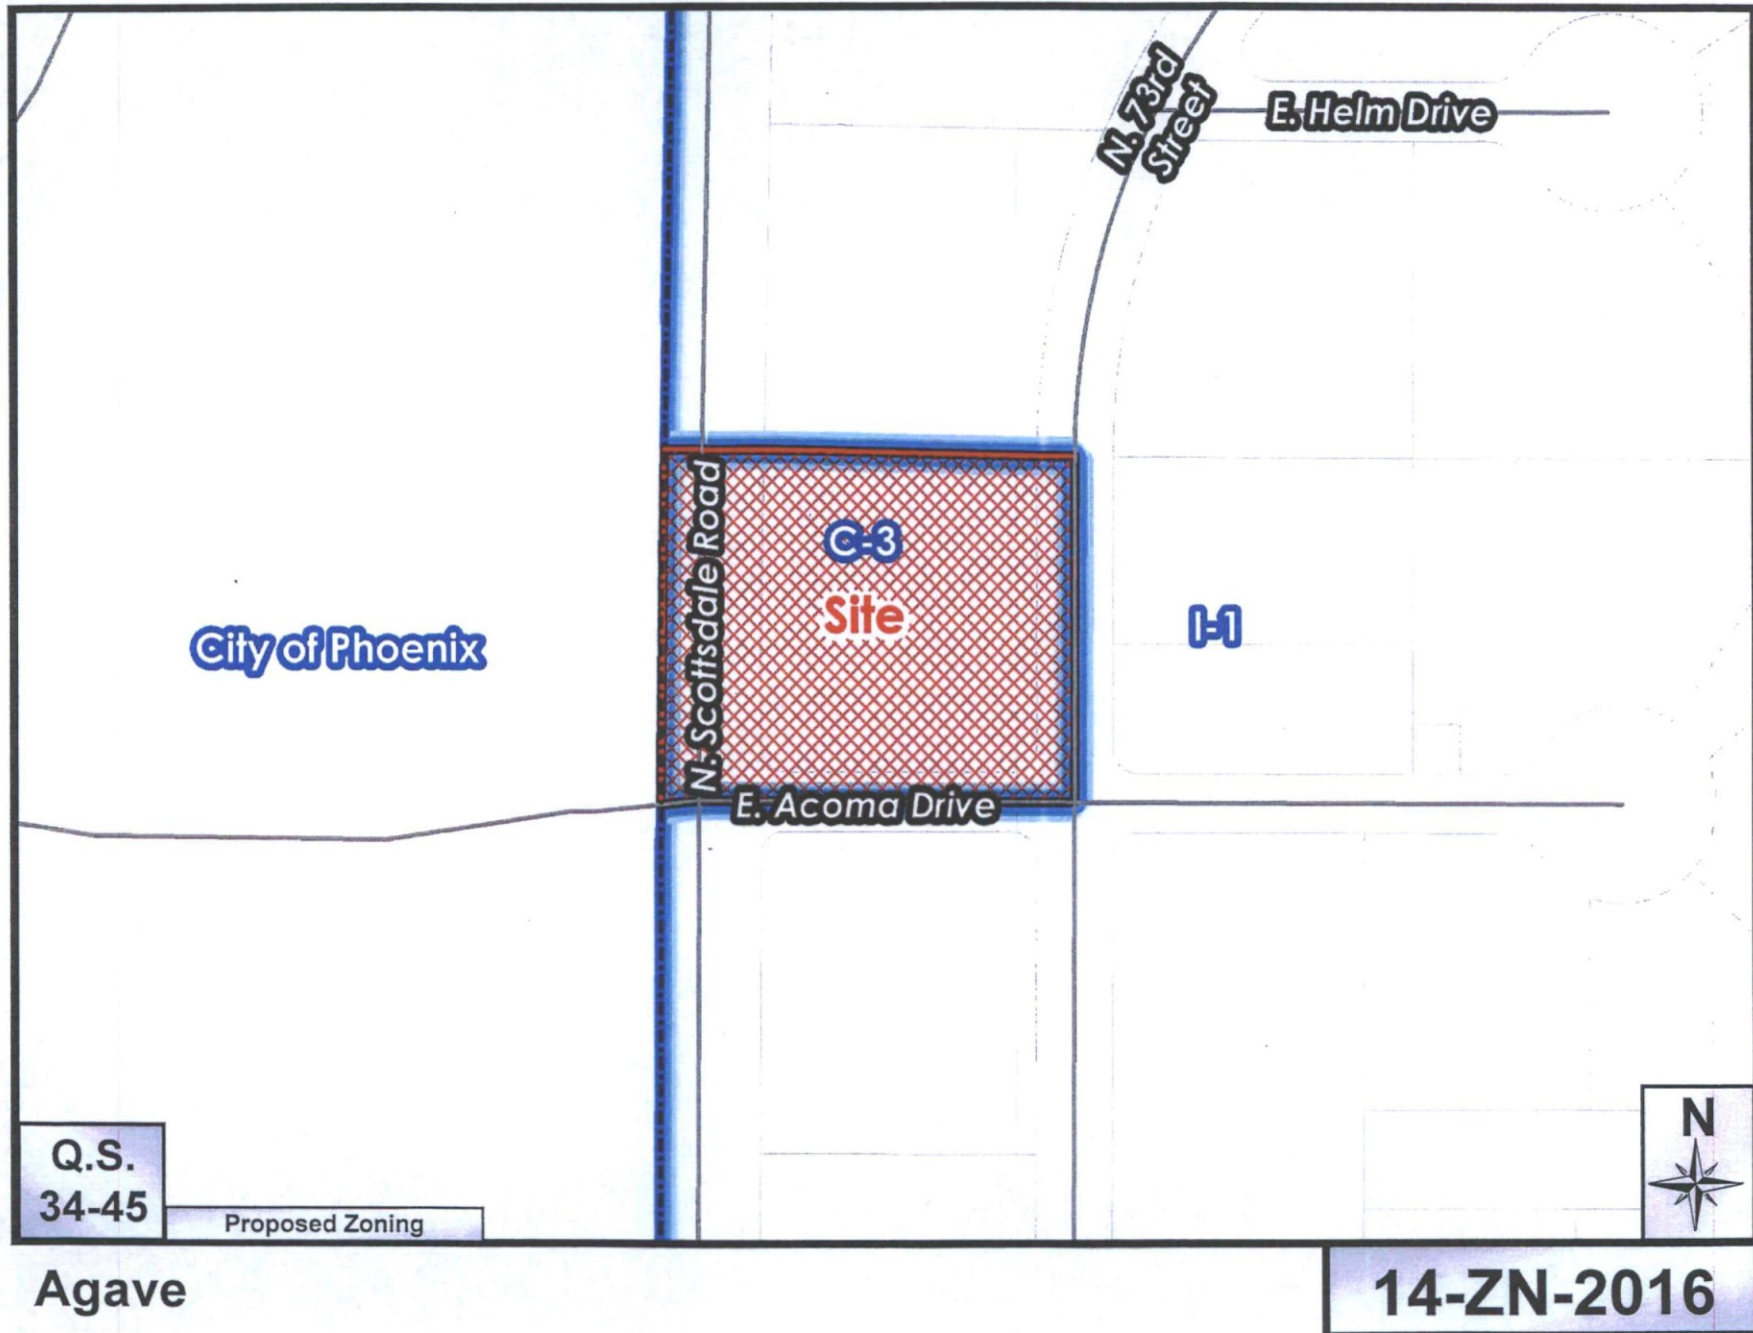 N. 73rd
Street
E. Helm Drive
N. Scottsdale Road
C-3
Site
City of Phoenix
I-1
E. Acoma Drive
Q.S.
34-45
Proposed Zoning
N
Agave
14-ZN-2016